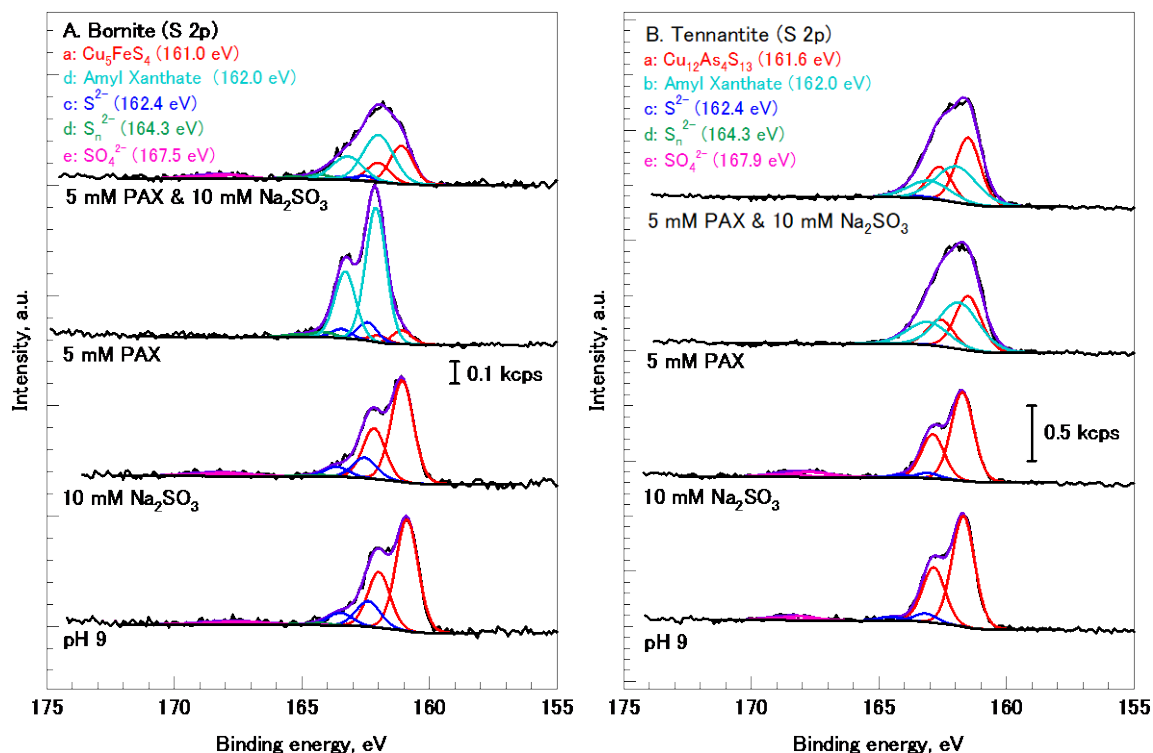 A. Bornite (S 2p)
a: Cu₅FeS₄ (161.0 eV)
d: Amyl Xanthate (162.0 eV)
c: S²⁻ (162.4 eV)
d: Sₙ²⁻ (164.3 eV)
e: SO₄²⁻ (167.5 eV)
5 mM PAX & 10 mM Na₂SO₃
5 mM PAX
0.1 kcps
10 mM Na₂SO₃
pH 9
Intensity, a.u.
175 170 165 160 155
Binding energy, eV
B. Tennantite (S 2p)
a: Cu₁₂As₄S₁₃ (161.6 eV)
b: Amyl Xanthate (162.0 eV)
c: S²⁻ (162.4 eV)
d: Sₙ²⁻ (164.3 eV)
e: SO₄²⁻ (167.9 eV)
5 mM PAX & 10 mM Na₂SO₃
5 mM PAX
0.5 kcps
10 mM Na₂SO₃
pH 9
Intensity, a.u.
175 170 165 160 155
Binding energy, eV